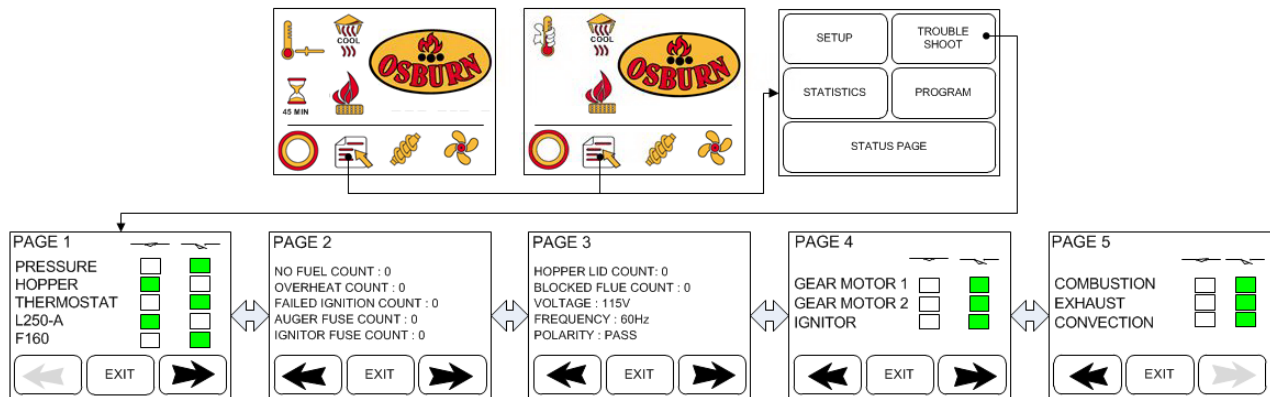 COOL
OSBURN
45 MIN
COOL
OSBURN
SETUP
TROUBLE
SHOOT
STATISTICS
PROGRAM
STATUS PAGE
PAGE 1
PRESSURE
HOPPER
THERMOSTAT
L250-A
F160
EXIT
PAGE 2
NO FUEL COUNT : 0
OVERHEAT COUNT : 0
FAILED IGNITION COUNT : 0
AUGER FUSE COUNT : 0
IGNITOR FUSE COUNT : 0
EXIT
PAGE 3
HOPPER LID COUNT: 0
BLOCKED FLUE COUNT : 0
VOLTAGE : 115V
FREQUENCY : 60Hz
POLARITY : PASS
EXIT
PAGE 4
GEAR MOTOR 1
GEAR MOTOR 2
IGNITOR
EXIT
PAGE 5
COMBUSTION
EXHAUST
CONVECTION
EXIT